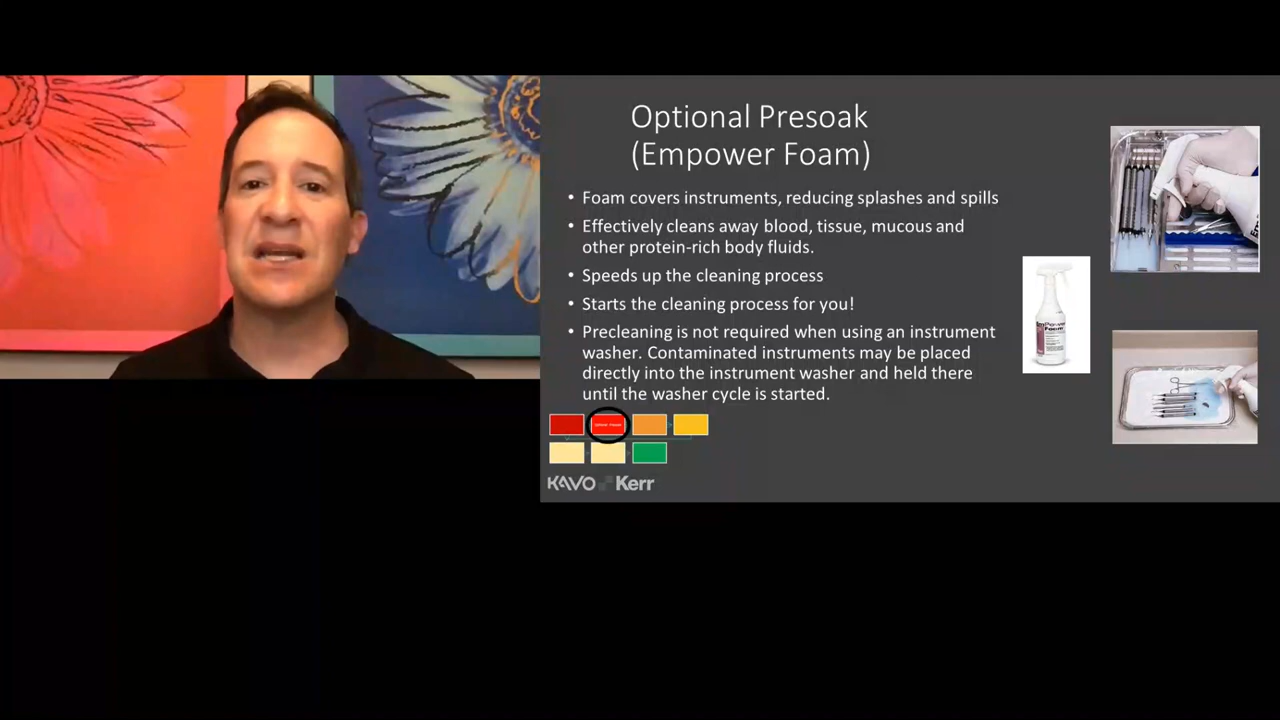 Optional Presoak
(Empower Foam)
• Foam covers instruments, reducing splashes and spills
• Effectively cleans away blood, tissue, mucous and
other protein-rich body fluids.
• Speeds up the cleaning process
• Starts the cleaning process for you!
• Precleaning is not required when using an instrument
washer. Contaminated instruments may be placed
directly into the instrument washer and held there
until the washer cycle is started.
KAVO Kerr